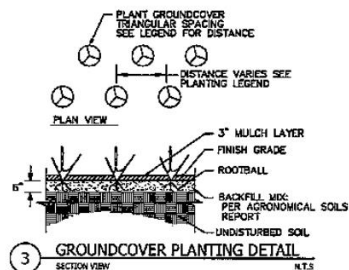 PLANT GROUNDCOVER
TRIANGULAR SPACING
SEE LEGEND FOR DISTANCE
DISTANCE VARIES SEE
PLANTING LEGEND
PLAN VIEW
3" MULCH LAYER
FINISH GRADE
ROOTBALL
6"
BACKFILL MIX:
PER AGRONOMICAL SOILS
REPORT
UNDISTURBED SOIL
3 GROUNDCOVER PLANTING DETAIL
SECTION VIEW N.T.S